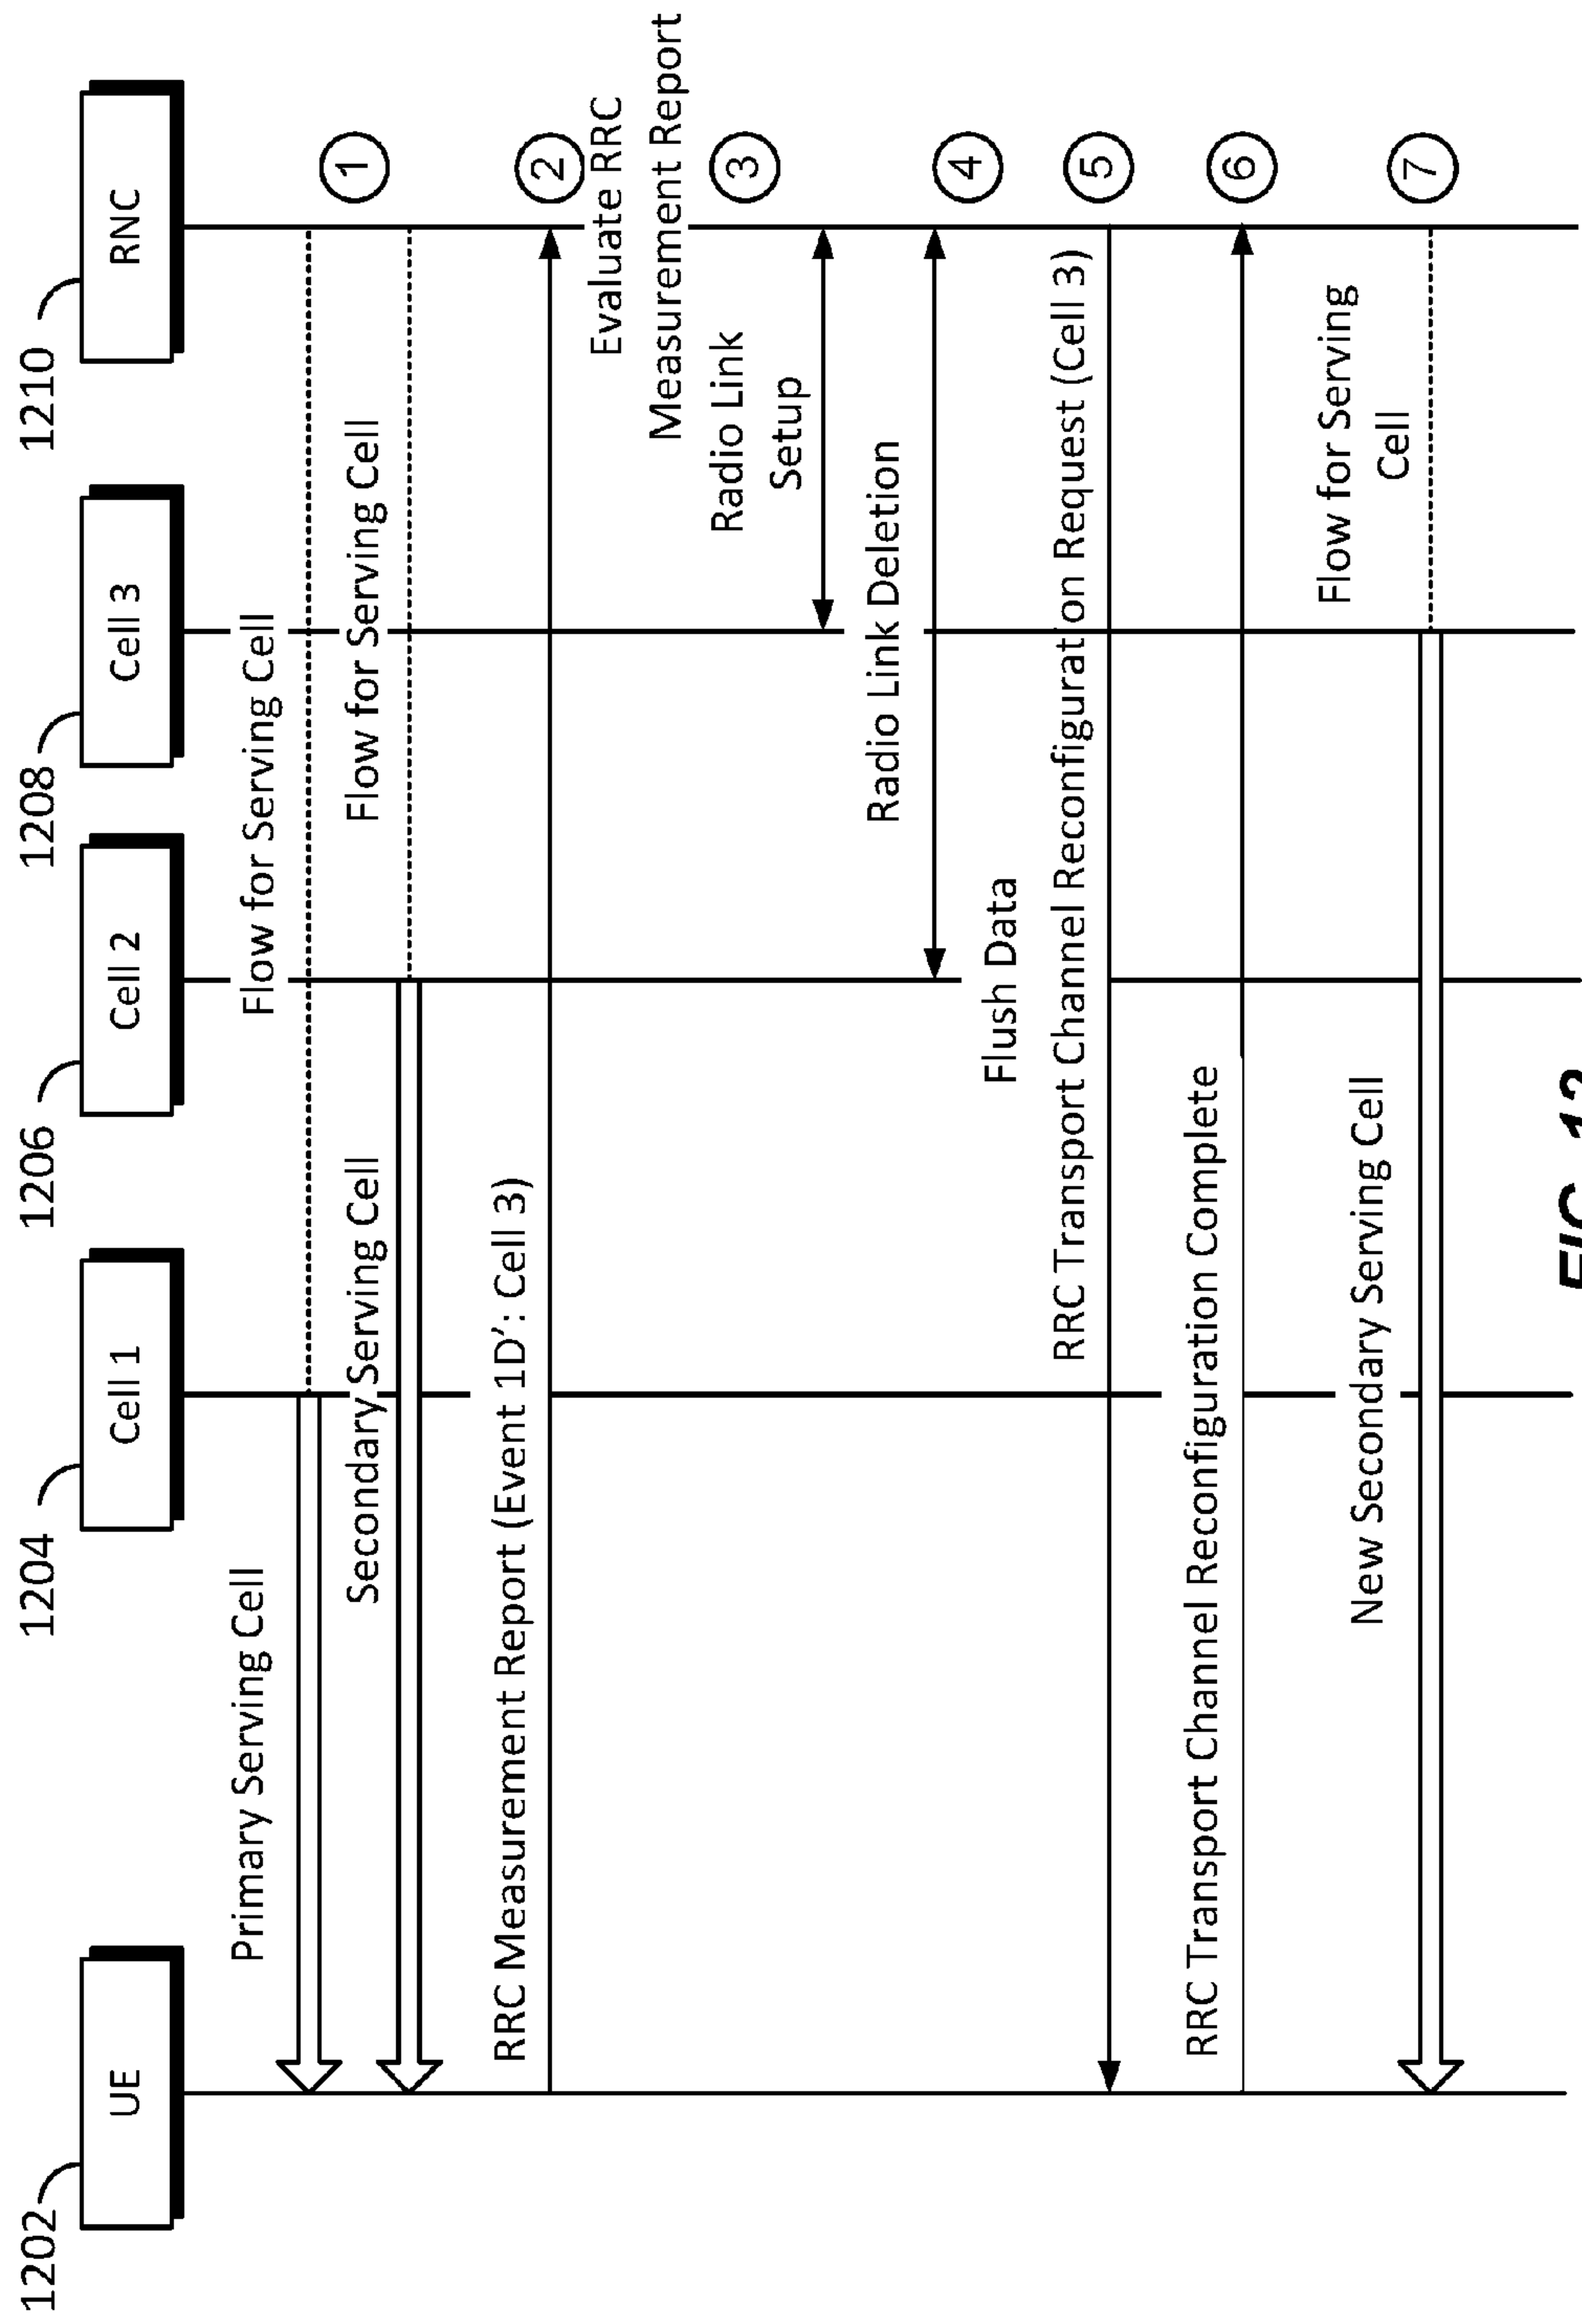 1202
1204
1206
1208
1210
UE
Cell 1
Cell 2
Cell 3
RNC
Primary Serving Cell
Flow for Serving Cell
1
Secondary Serving Cell
Flow for Serving Cell
RRC Measurement Report (Event 1D': Cell 3)
2
Evaluate RRC
Measurement Report
Radio Link
Setup
3
Radio Link Deletion
4
Flush Data
RRC Transport Channel Reconfiguration Request (Cell 3)
5
RRC Transport Channel Reconfiguration Complete
6
New Secondary Serving Cell
Flow for Serving
Cell
7